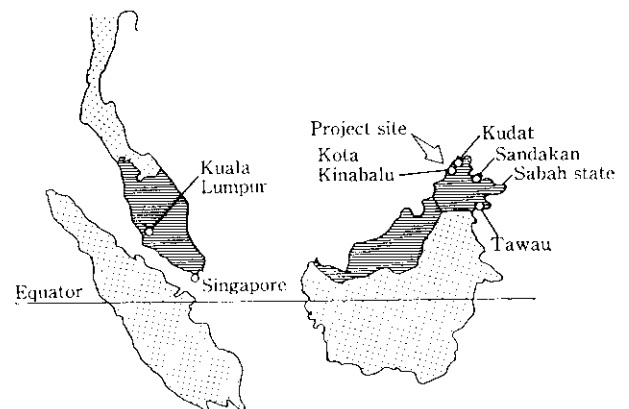 Project site
Kudat
Kota
Kinabalu
Sandakan
Sabah state
Kuala
Lumpur
Tawau
Singapore
Equator